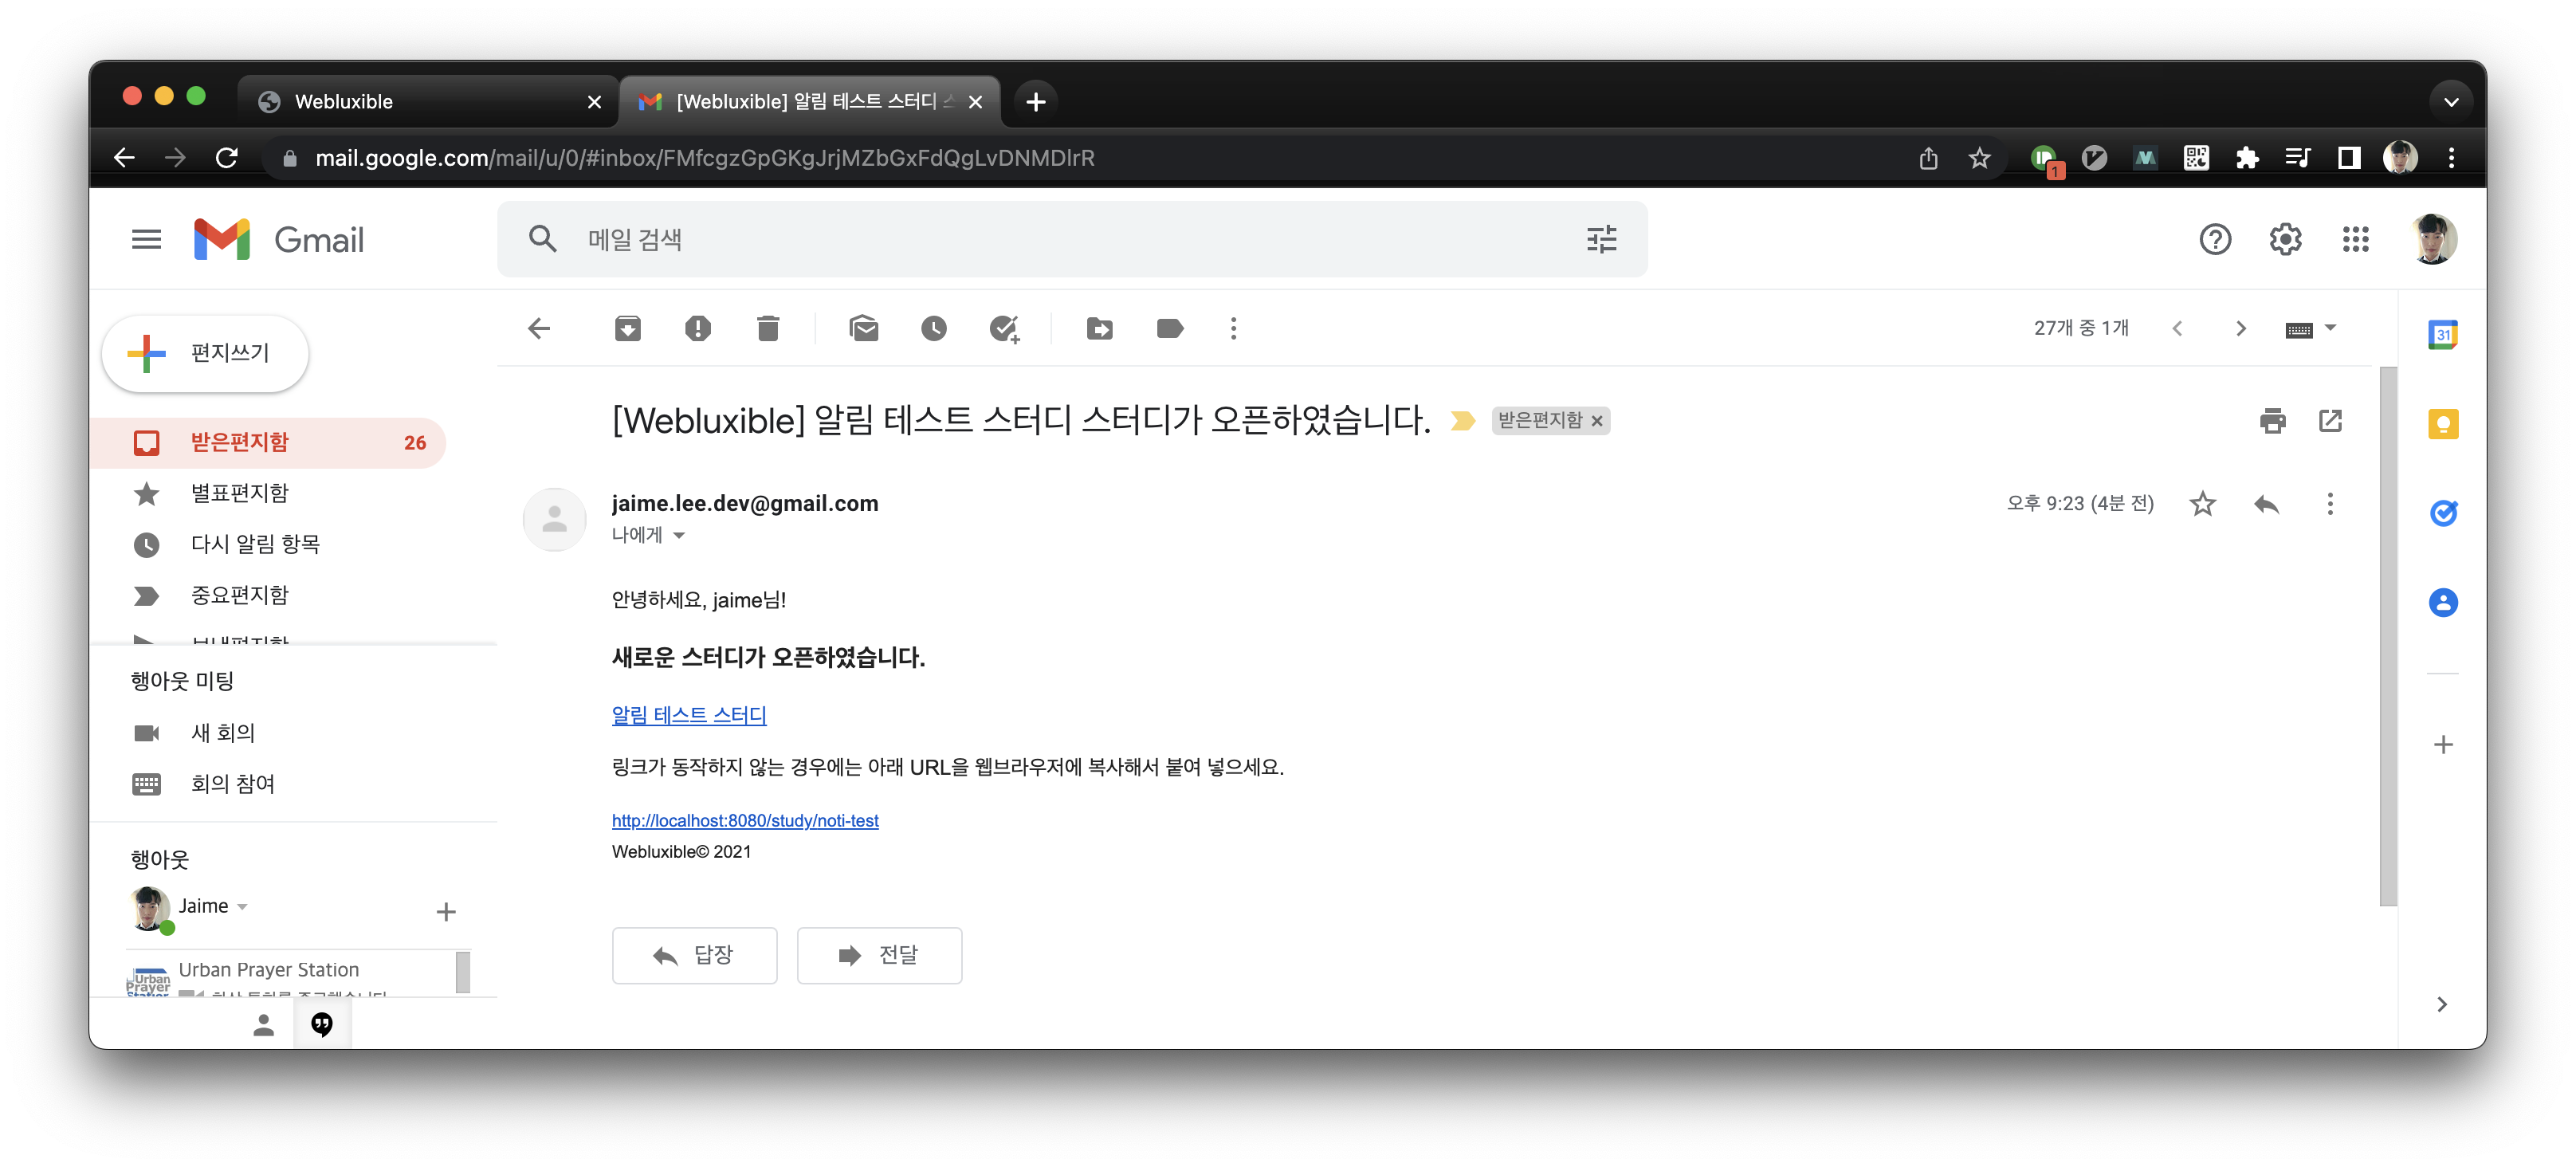 Webluxible
[Webluxible] 알림 테스트 스터디
mail.google.com/mail/u/0/#inbox/FMfcgzGpGKgJrjMZbGxFdQgLvDNMDlrR
1
Gmail
메일 검색
편지쓰기
27개 중 1개
31
받은편지함 26
별표편지함
다시 알림 항목
중요편지함
보낸편지함
행아웃 미팅
새 회의
회의 참여
행아웃
Jaime
Urban Prayer Station
Urban
Prayer
Station
[Webluxible] 알림 테스트 스터디 스터디가 오픈하였습니다.
받은편지함
jaime.lee.dev@gmail.com
오후 9:23 (4분 전)
나에게
안녕하세요, jaime님!
새로운 스터디가 오픈하였습니다.
알림 테스트 스터디
링크가 동작하지 않는 경우에는 아래 URL을 웹브라우저에 복사해서 붙여 넣으세요.
http://localhost:8080/study/noti-test
Webluxible© 2021
답장
전달